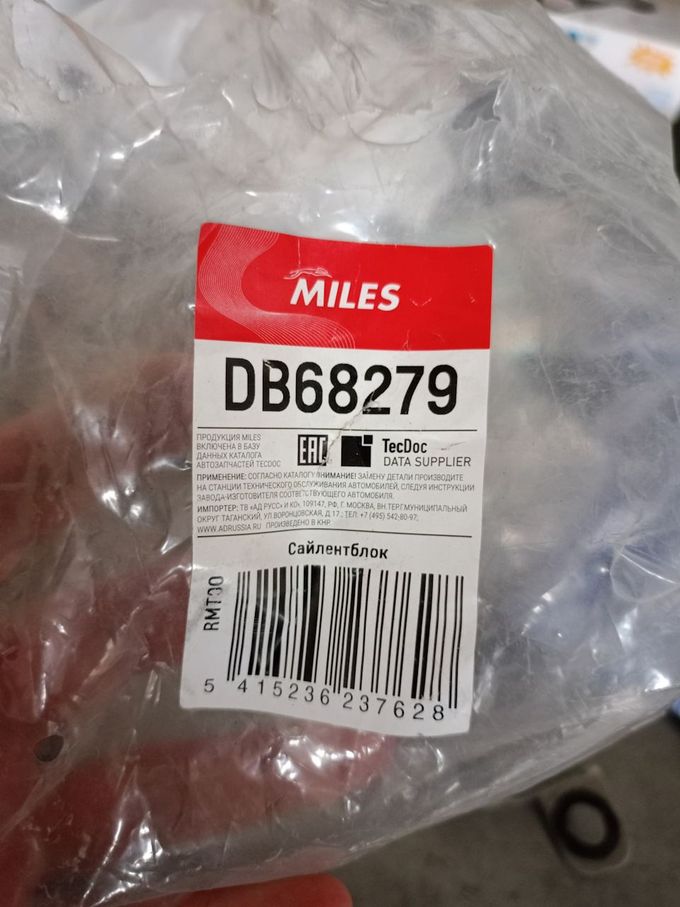 MILES
DB68279
ПРОДУКЦИЯ MILES
ВКЛЮЧЕНА В БАЗУ
ДАННЫХ КАТАЛОГА
АВТОЗАПЧАСТЕЙ TECDOC
EAC
TecDoc
DATA SUPPLIER
ПРИМЕНЕНИЕ: СОГЛАСНО КАТАЛОГУ ВНИМАНИЕ! ЗАМЕНУ ДЕТАЛИ ПРОИЗВОДИТЕ
НА СТАНЦИИ ТЕХНИЧЕСКОГО ОБСЛУЖИВАНИЯ АВТОМОБИЛЕЙ, СЛЕДУЯ ИНСТРУКЦИИ
ЗАВОДА-ИЗГОТОВИТЕЛЯ СООТВЕТСТВУЮЩЕГО АВТОМОБИЛЯ.
ИМПОРТЕР: ТВ «АД РУСС» И КО», 109147, РФ, Г. МОСКВА, ВН.ТЕР.Г.МУНИЦИПАЛЬНЫЙ
ОКРУГ ТАГАНСКИЙ, УЛ.ВОРОНЦОВСКАЯ, Д.17.; ТЕЛ. +7 (495) 542-80-97;
WWW.ADRUSSIA.RU ПРОИЗВЕДЕНО В КНР.
Сайлентблок
RMT00
5 415236 237628